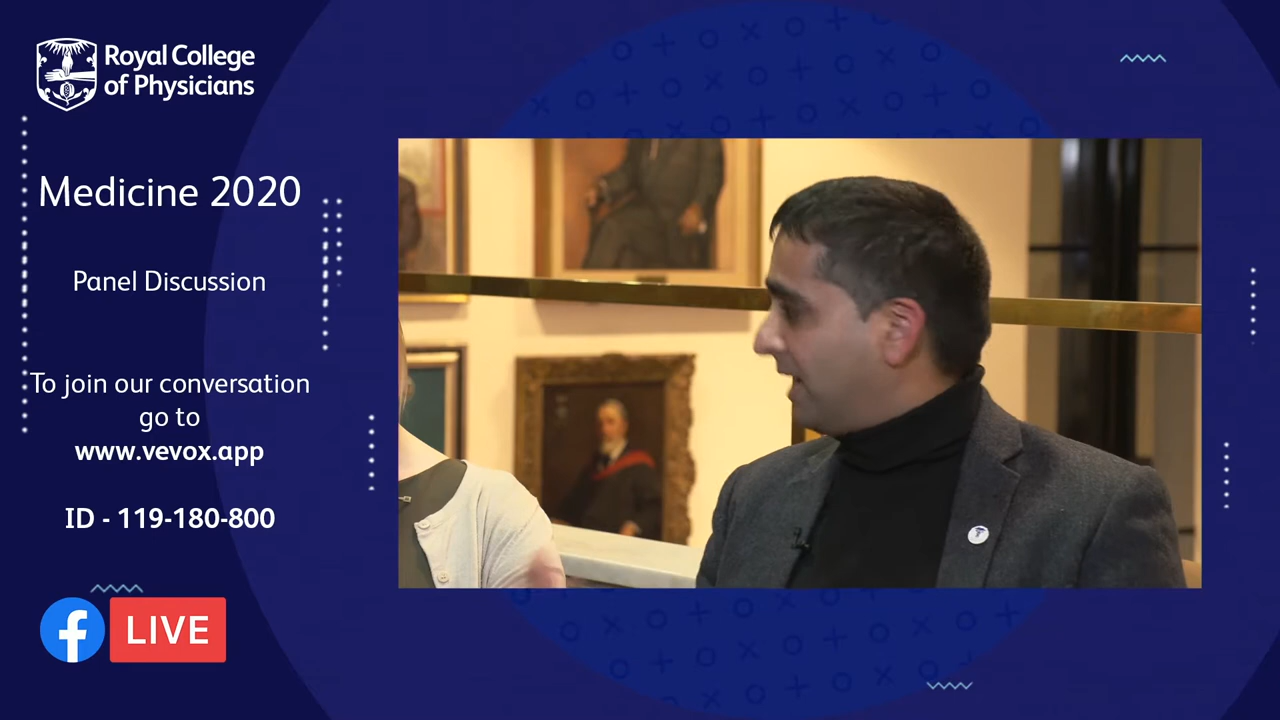 Royal College
of Physicians
Medicine 2020
Panel Discussion
To join our conversation
go to
www.vevox.app
ID - 119-180-800
f LIVE